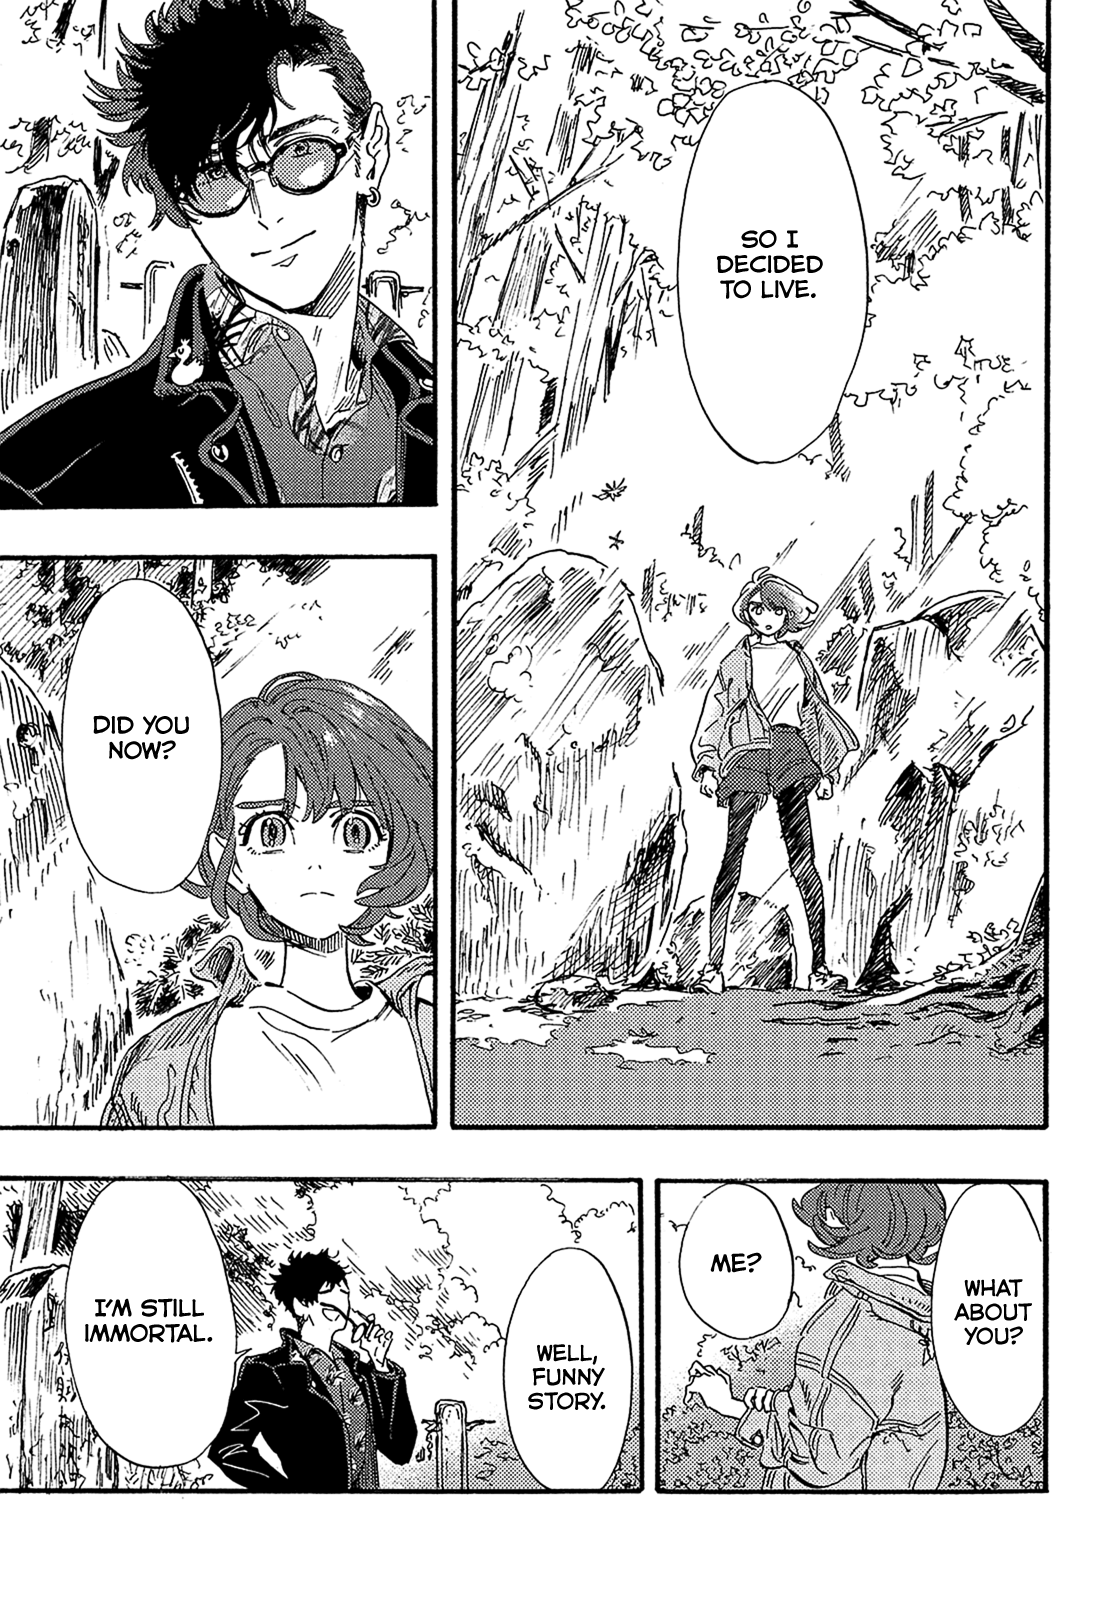 SO I
DECIDED
TO LIVE.
DID YOU
NOW?
WHAT
ABOUT
YOU?
ME?
WELL,
FUNNY
STORY.
I'M STILL
IMMORTAL.